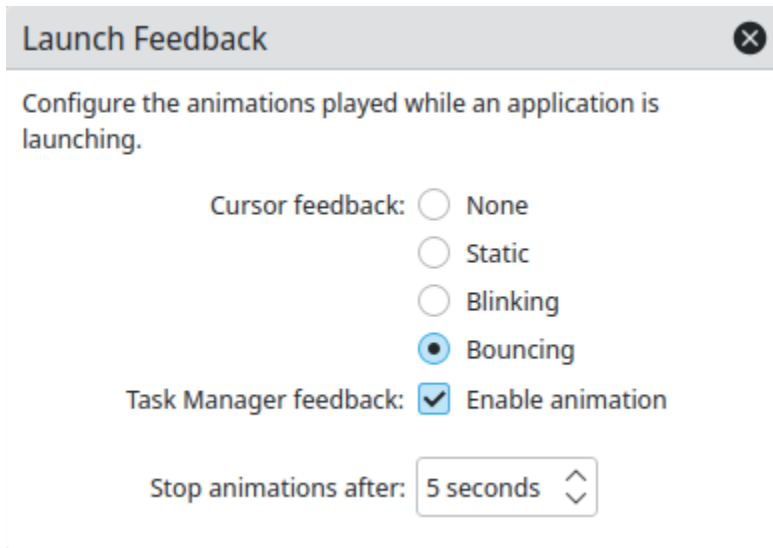 Launch Feedback
Configure the animations played while an application is
launching.
Cursor feedback: None
Static
Blinking
Bouncing
Task Manager feedback: Enable animation
Stop animations after: 5 seconds